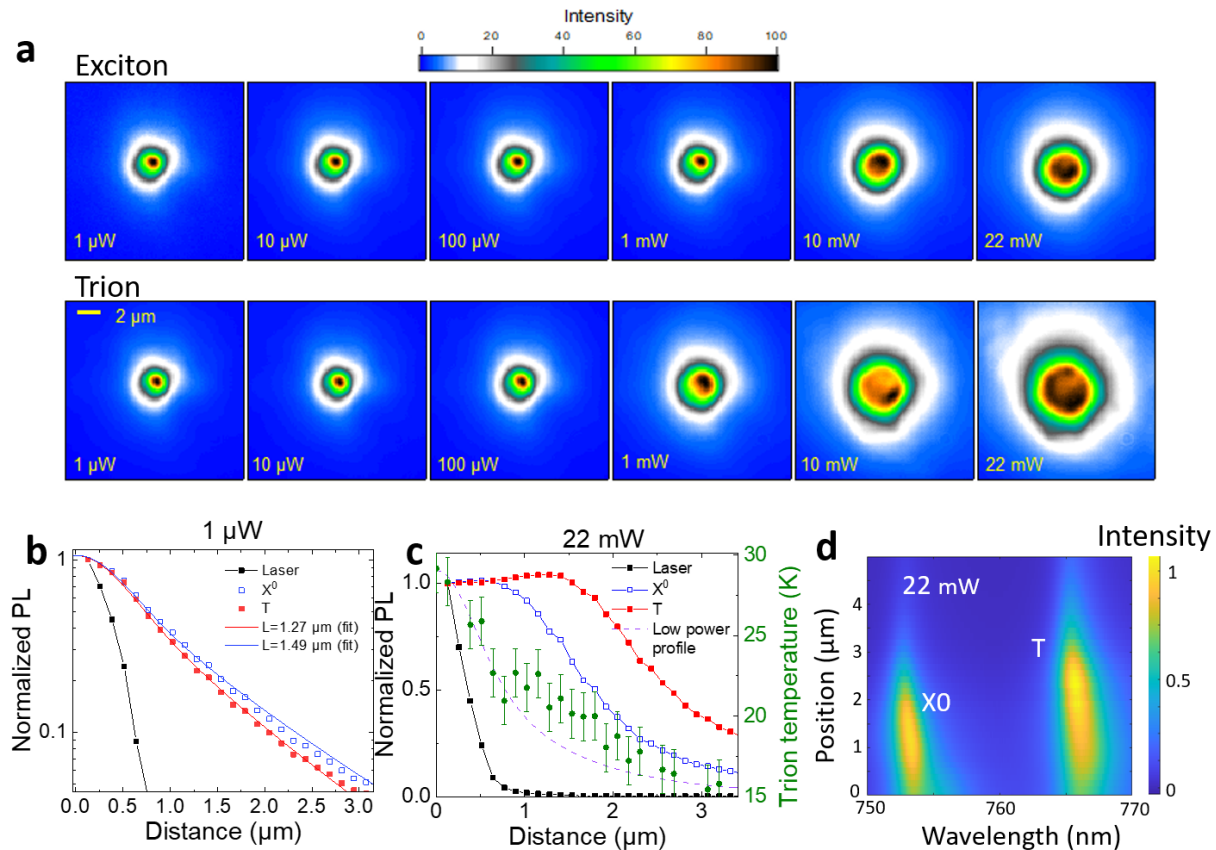 Intensity
0 20 40 60 80 100
a
Exciton
1 µW
10 µW
100 µW
1 mW
10 mW
22 mW
Trion
2 µm
1 µW
10 µW
100 µW
1 mW
10 mW
22 mW
b
1 µW
Normalized PL
1
0.1
Laser
X⁰
T
L=1.27 µm (fit)
L=1.49 µm (fit)
0.0 0.5 1.0 1.5 2.0 2.5 3.0
Distance (µm)
c
22 mW
Normalized PL
1.0
0.5
0.0
Laser
X⁰
T
Low power
profile
30
25
20
15
Trion temperature (K)
0 1 2 3
Distance (µm)
d
Intensity
22 mW
T
X0
Position (µm)
4
3
2
1
0
750 760 770
Wavelength (nm)
1
0.5
0